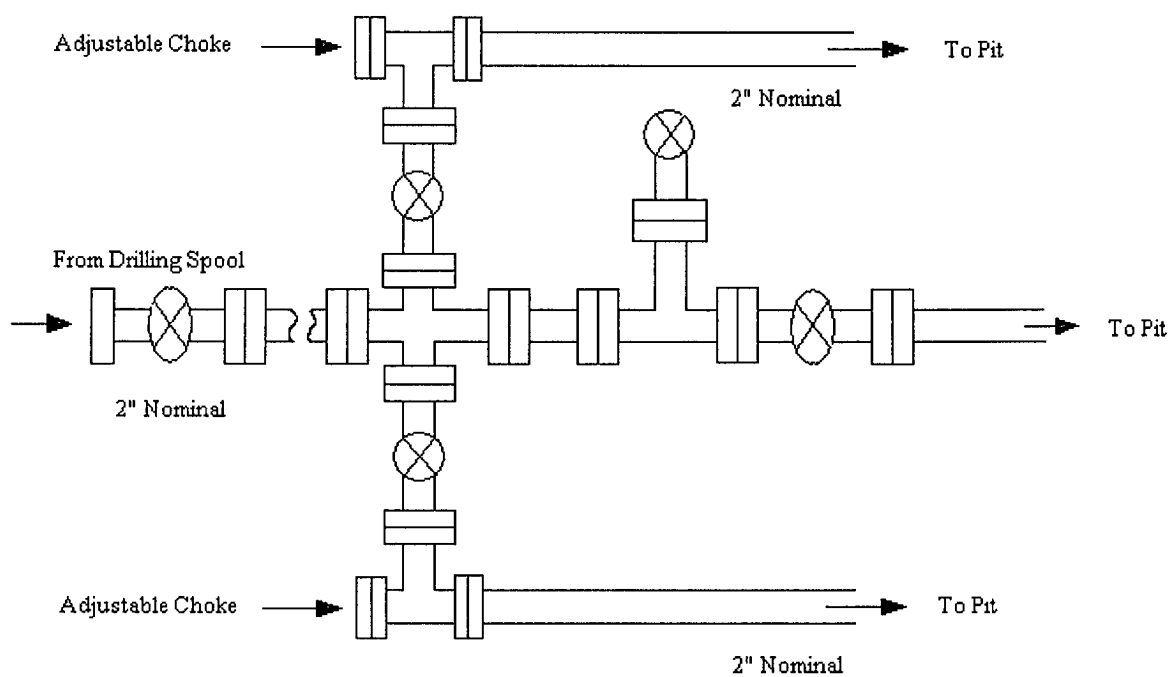 Adjustable Choke
To Pit
2" Nominal
From Drilling Spool
To Pit
2" Nominal
Adjustable Choke
To Pit
2" Nominal